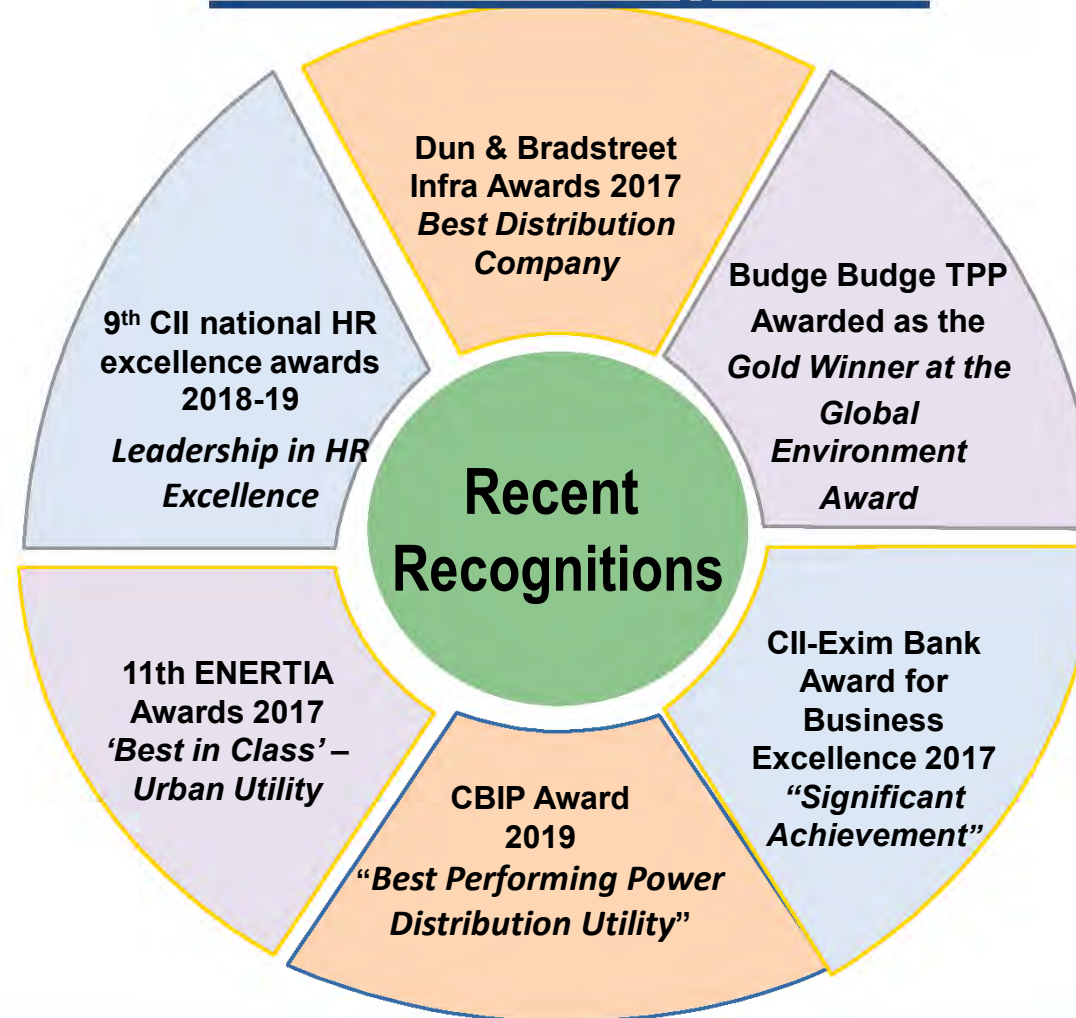 Dun & Bradstreet
Infra Awards 2017
Best Distribution
Company
Budge Budge TPP
Awarded as the
Gold Winner at the
Global
Environment
Award
CII-Exim Bank
Award for
Business
Excellence 2017
“Significant
Achievement”
CBIP Award
2019
“Best Performing Power
Distribution Utility”
11th ENERTIA
Awards 2017
‘Best in Class’ –
Urban Utility
9th CII national HR
excellence awards
2018-19
Leadership in HR
Excellence
Recent
Recognitions